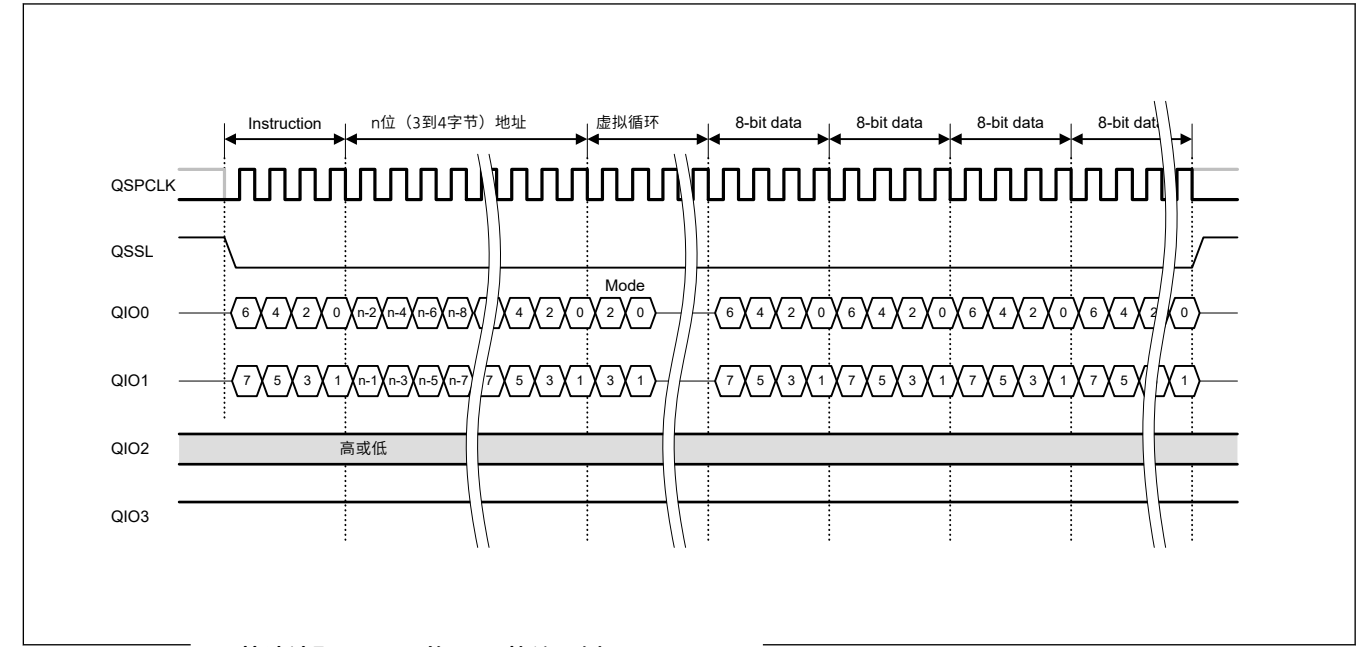 Instruction n位（3到4字节）地址 虚拟循环 8-bit data 8-bit data 8-bit data 8-bit data
QSPCLK
QSSL
Mode
QIO0 6 4 2 0 n-2 n-4 n-6 n-8 4 2 0 2 0 6 4 2 0 6 4 2 0 6 4 2 0 6 4 2 0
QIO1 7 5 3 1 n-1 n-3 n-5 n-7 7 5 3 1 3 1 7 5 3 1 7 5 3 1 7 5 3 1 7 5 1
QIO2 高或低
QIO3